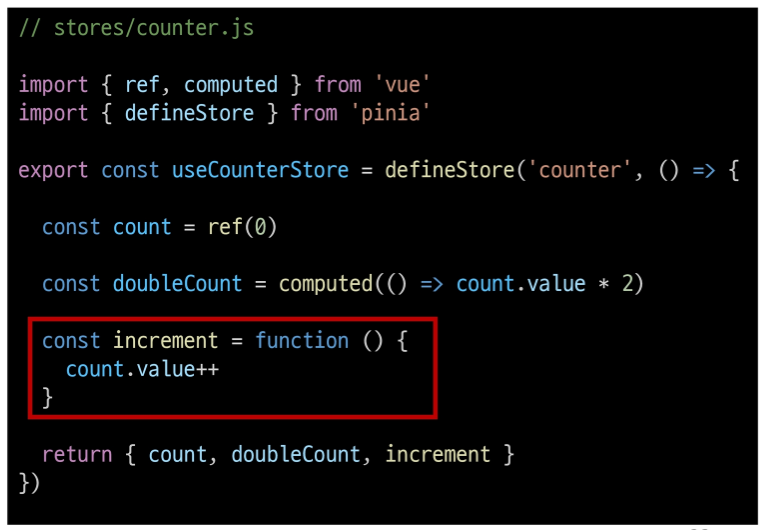 // stores/counter.js
import { ref, computed } from 'vue'
import { defineStore } from 'pinia'
export const useCounterStore = defineStore('counter', () => {
const count = ref(0)
const doubleCount = computed(() => count.value * 2)
const increment = function () {
count.value++
}
return { count, doubleCount, increment }
})